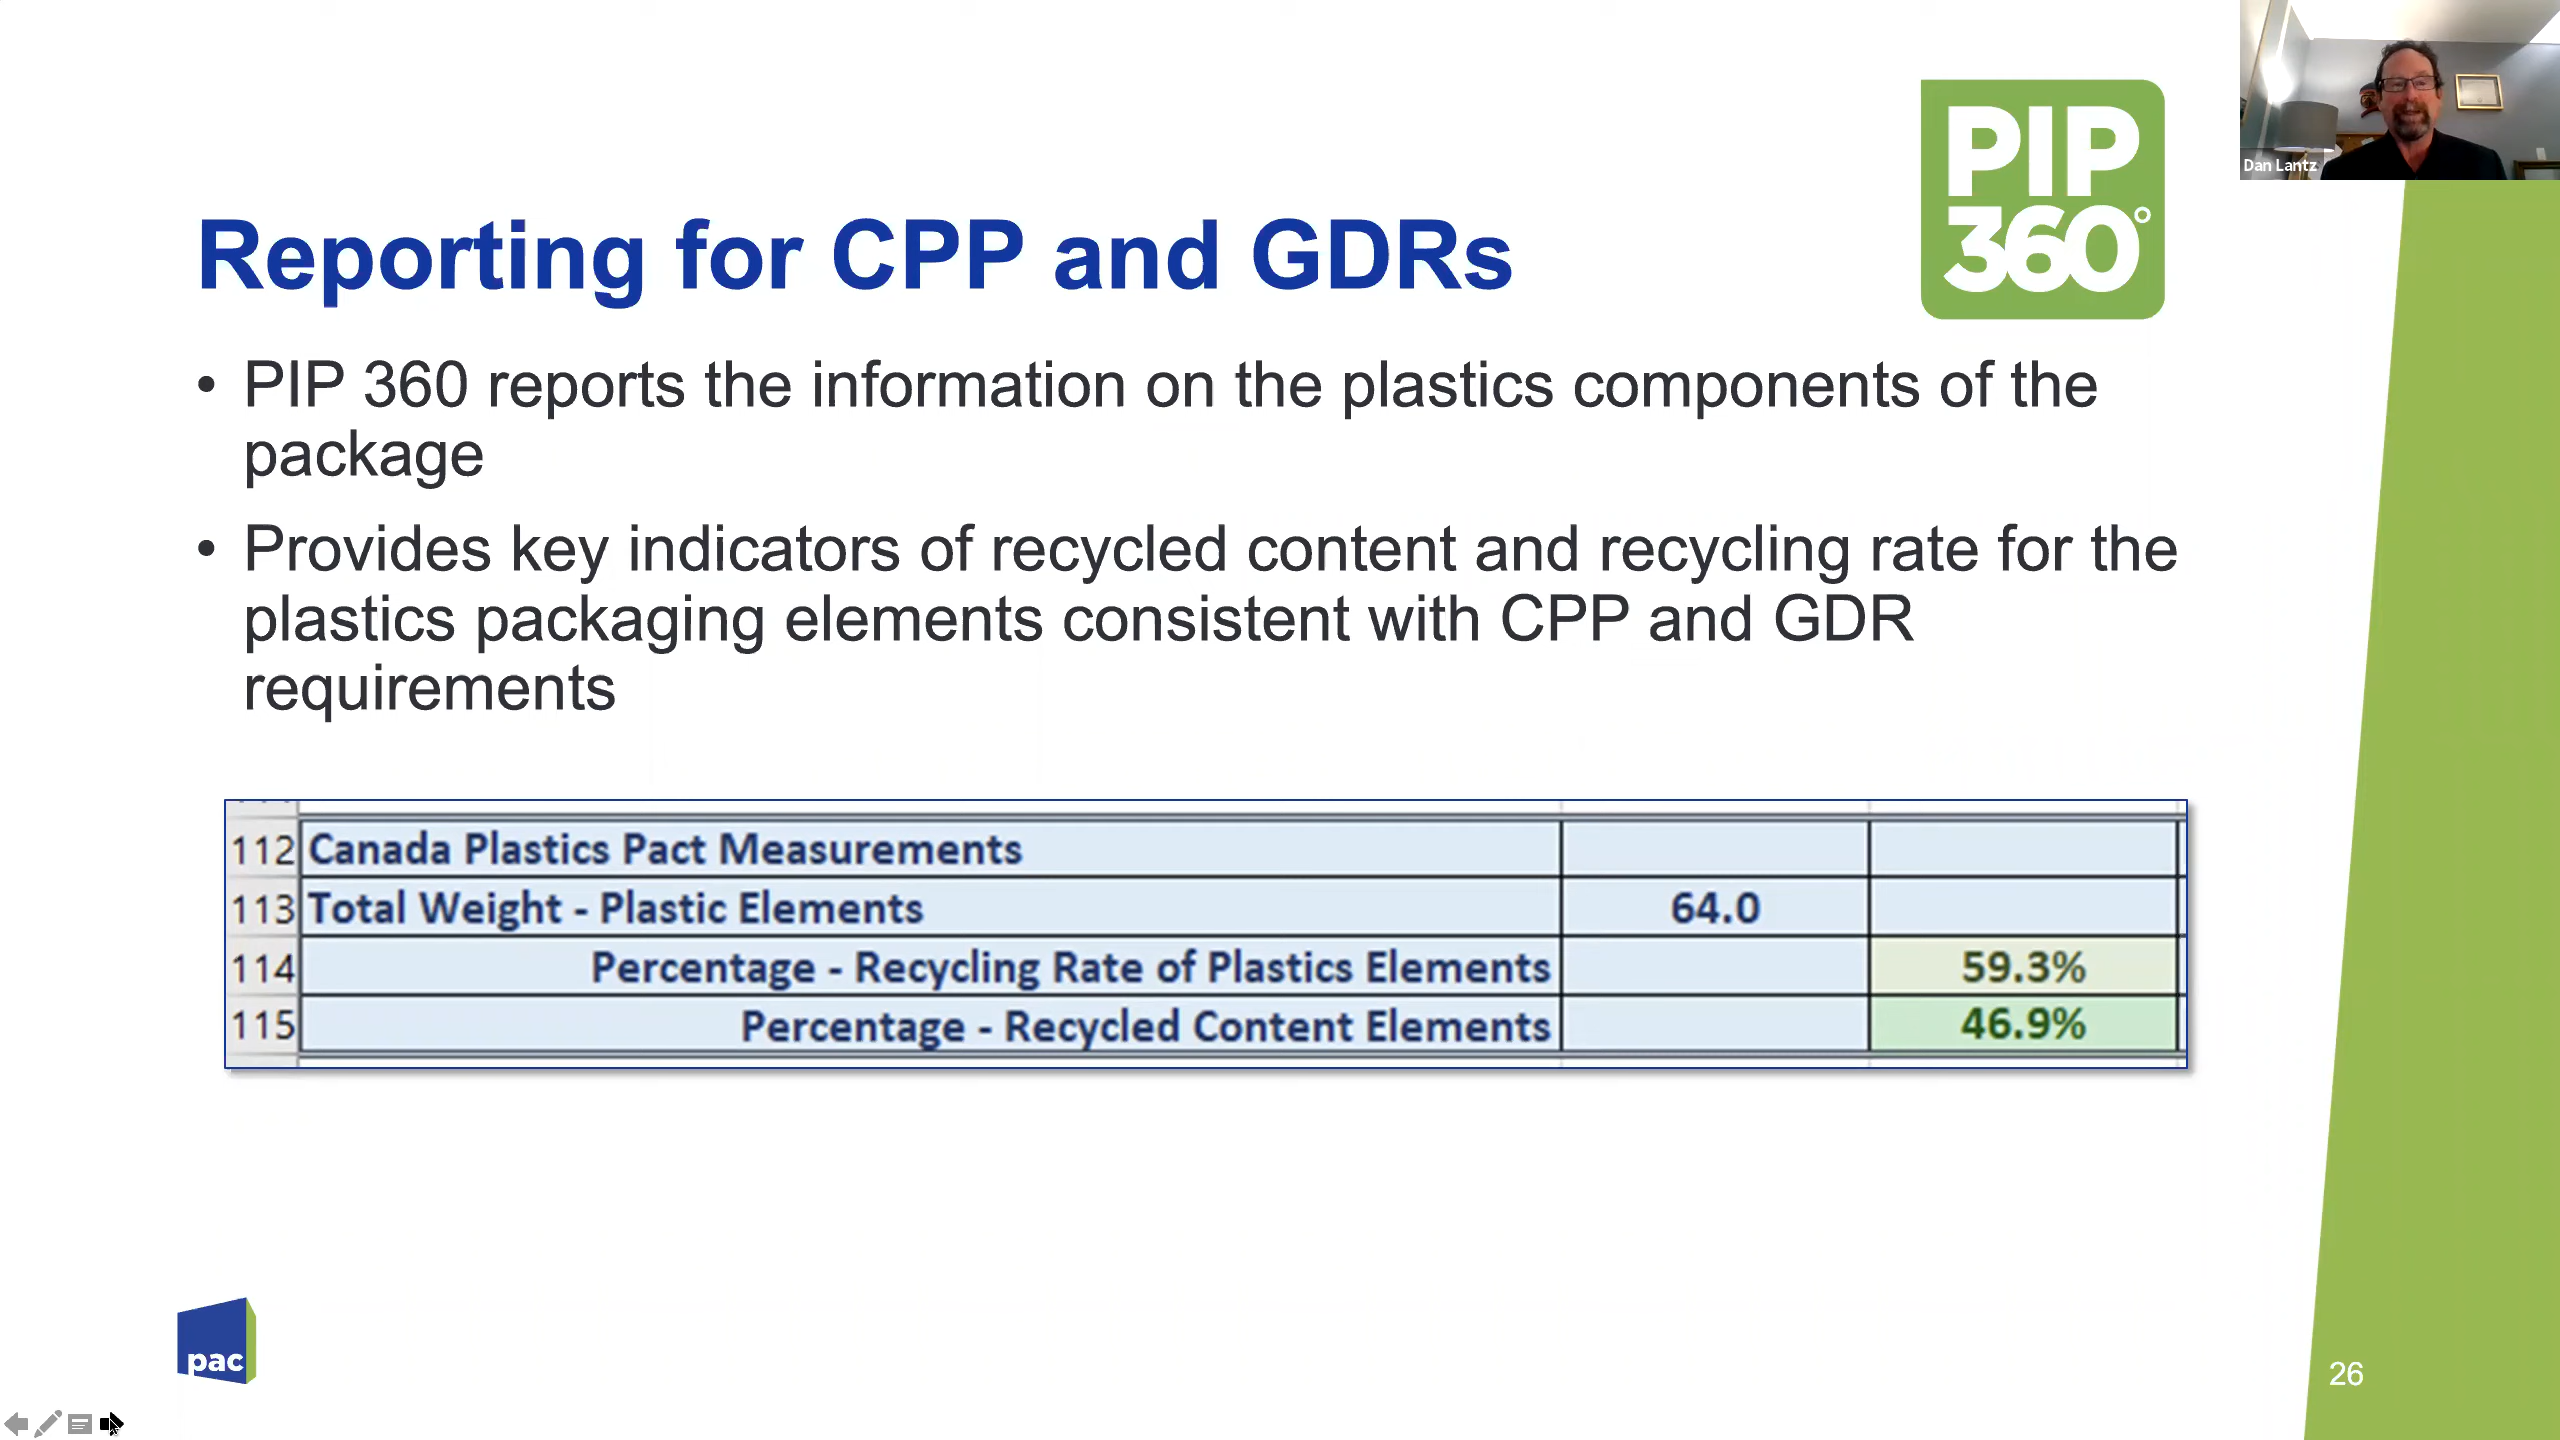 Dan Lantz
PIP
360°
Reporting for CPP and GDRs
• PIP 360 reports the information on the plastics components of the
package
• Provides key indicators of recycled content and recycling rate for the
plastics packaging elements consistent with CPP and GDR
requirements
112 Canada Plastics Pact Measurements
113 Total Weight - Plastic Elements 64.0
114 Percentage - Recycling Rate of Plastics Elements 59.3%
115 Percentage - Recycled Content Elements 46.9%
pac
26